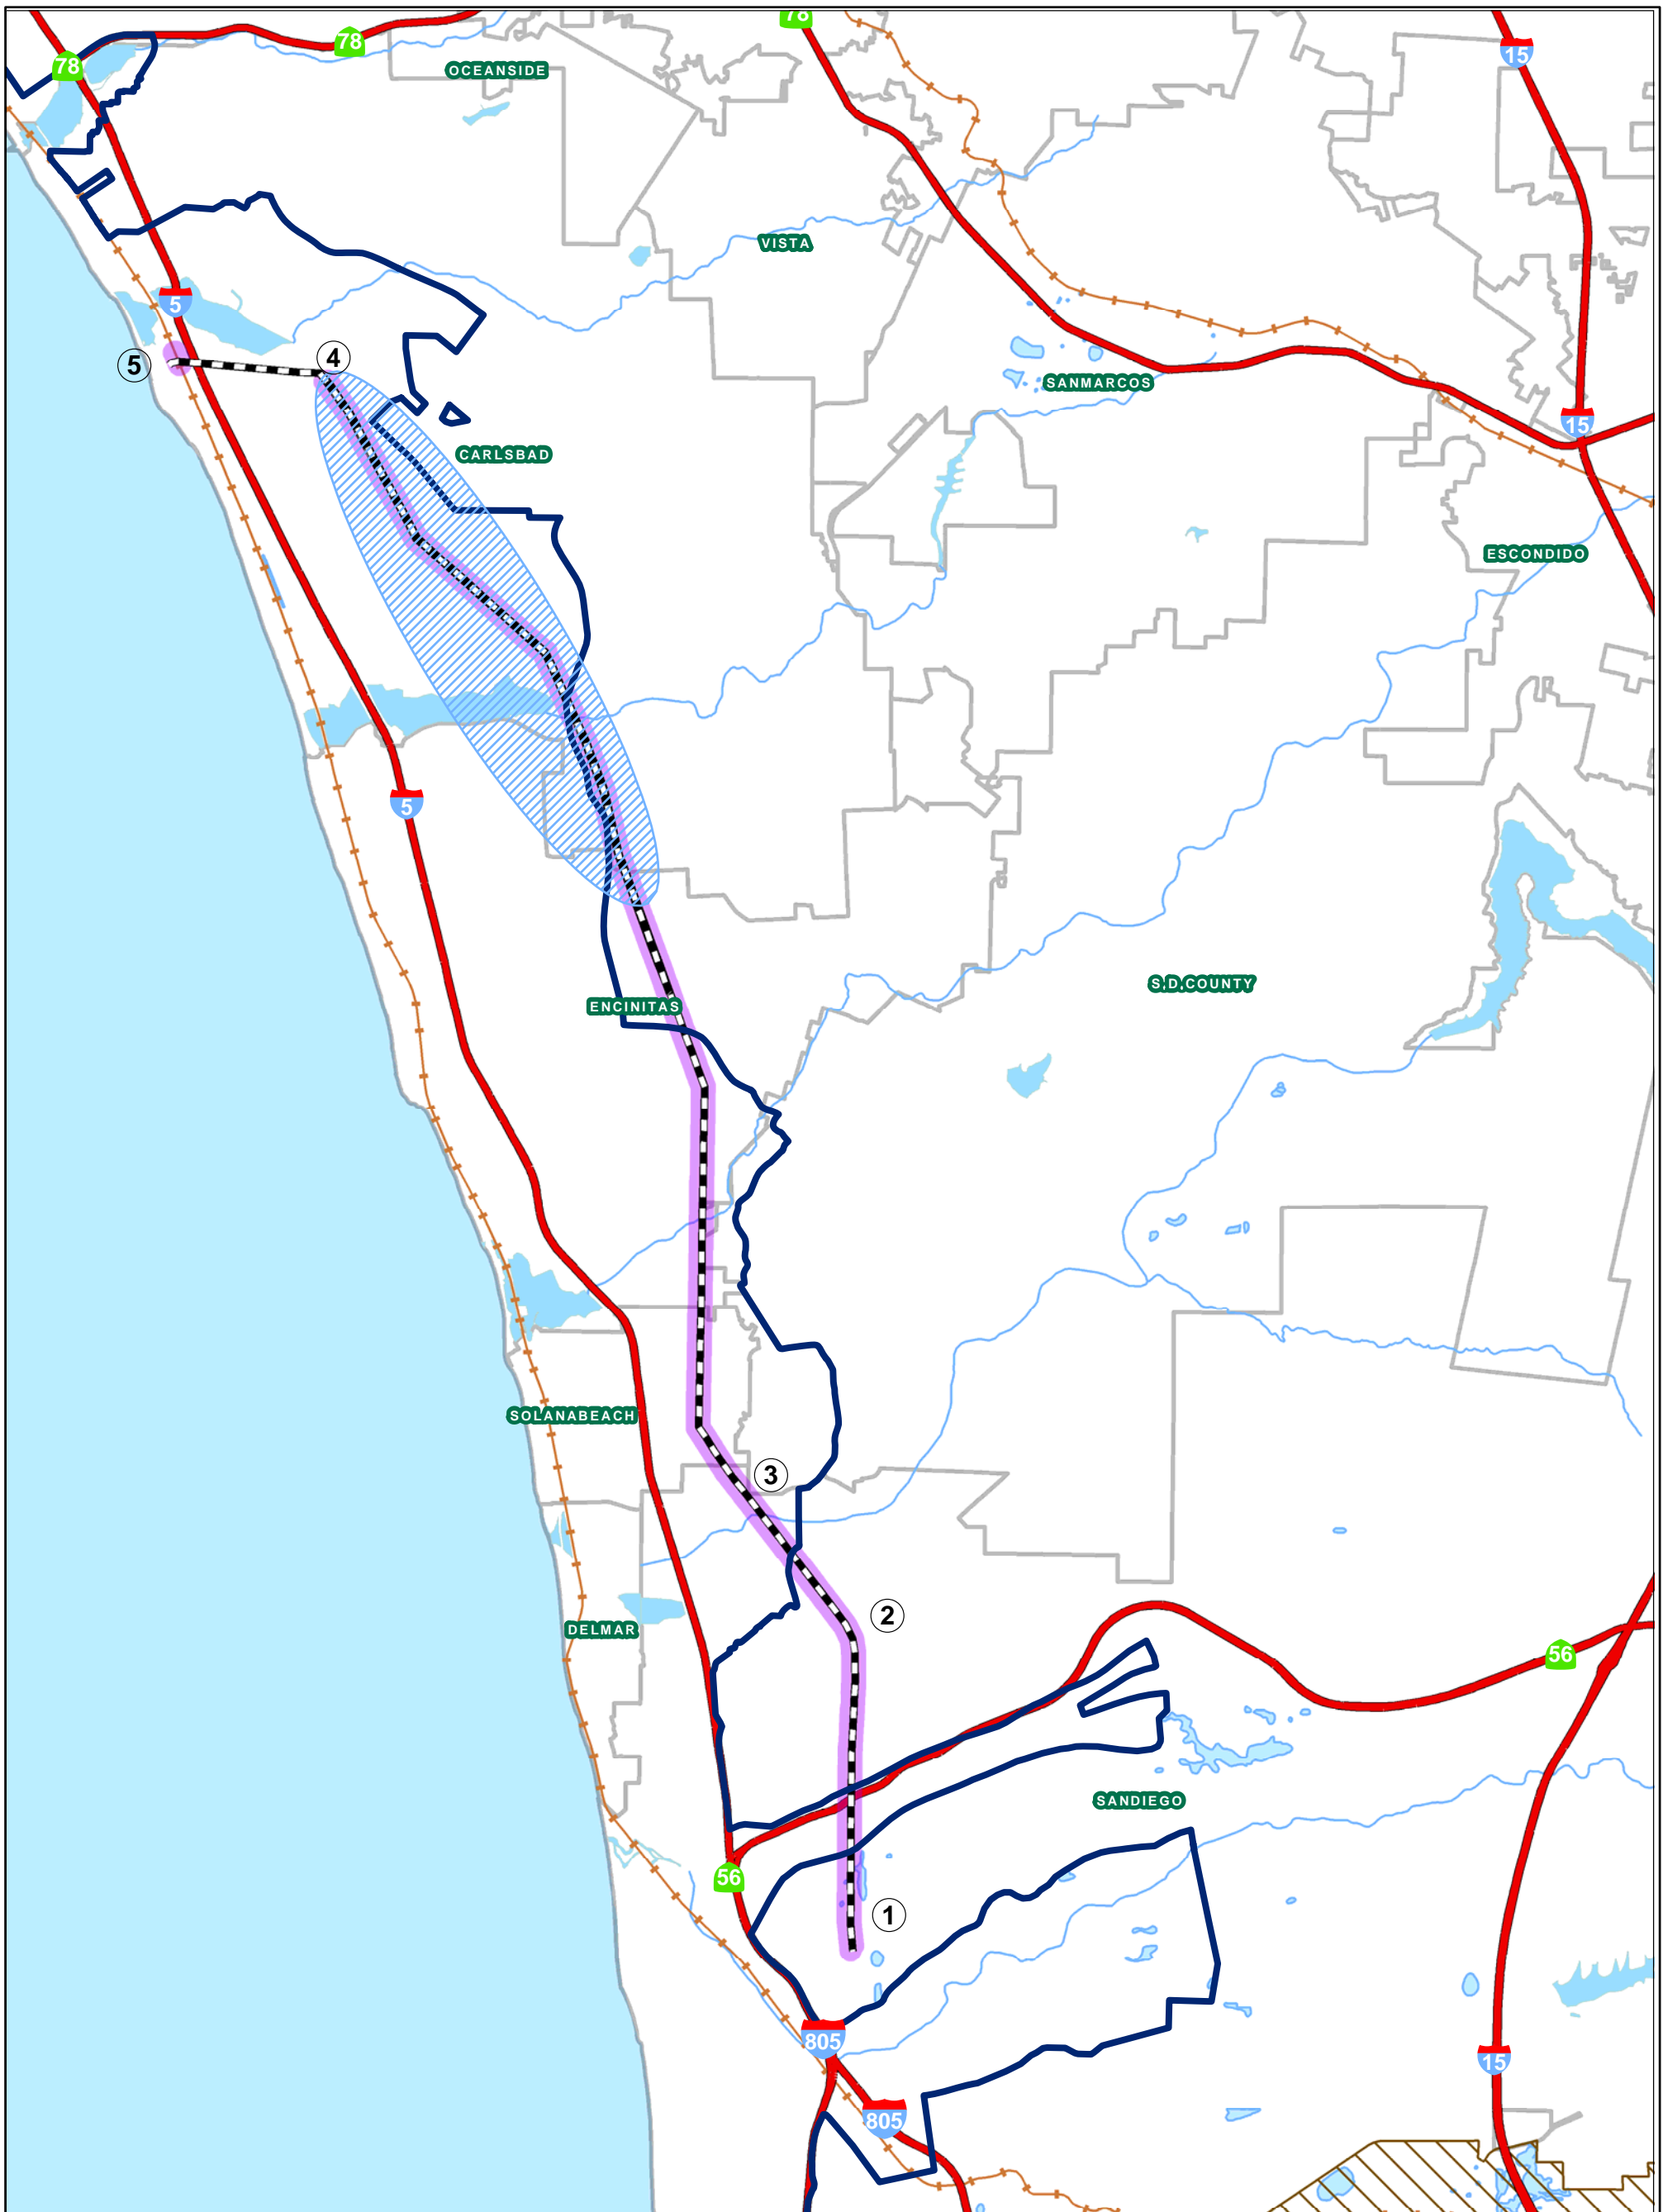 78
15
78
78
OCEANSIDE
VISTA
5
5
4
SANMARCOS
15
CARLSBAD
ESCONDIDO
5
S.D.COUNTY
ENCINITAS
SOLANABEACH
3
2
DELMAR
56
SANDIEGO
56
1
805
15
805